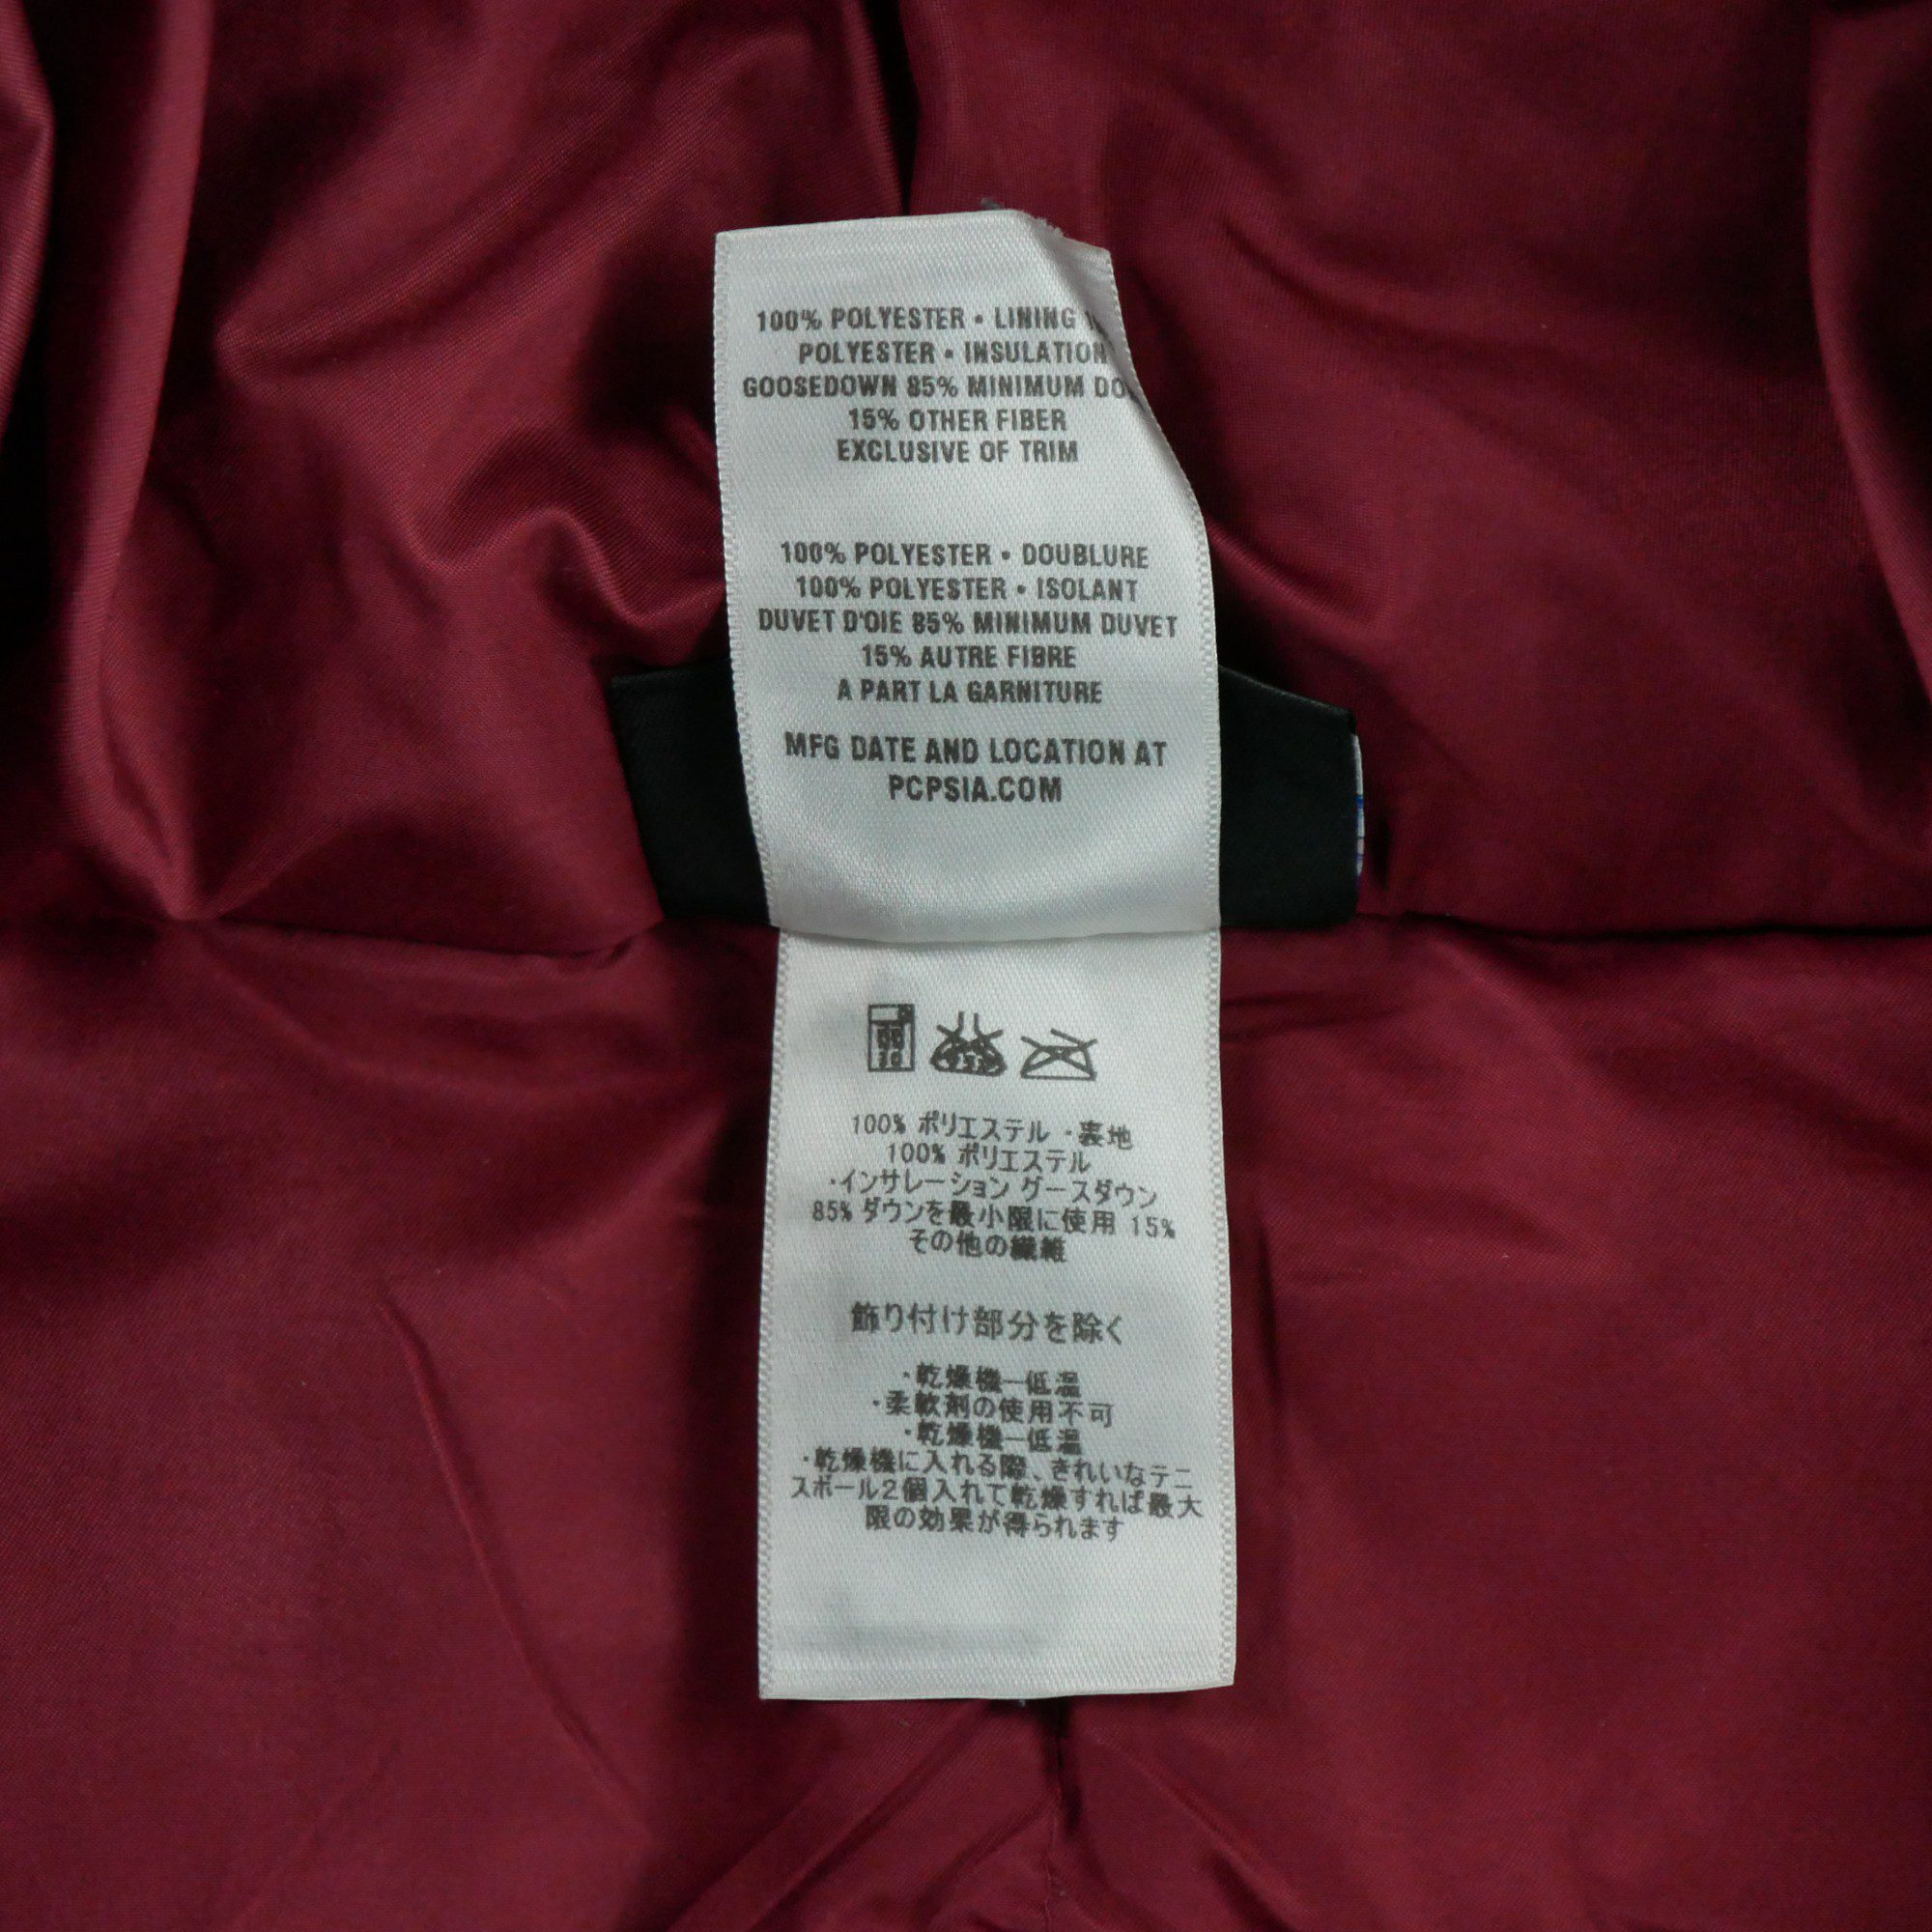 100% POLYESTER • LINING
POLYESTER • INSULATION
GOOSEDOWN 85% MINIMUM
15% OTHER FIBER
EXCLUSIVE OF TRIM
100% POLYESTER • DOUBLURE
100% POLYESTER • ISOLANT
DUVET D'OIE 85% MINIMUM DUVET
15% AUTRE FIBRE
A PART LA GARNITURE
MFG DATE AND LOCATION AT
PCPSIA.COM
100% ポリエステル ・裏地
100% ポリエステル
・インサレーション グースダウン
85% ダウンを最小限に使用 15%
その他の繊維
飾り付け部分を除く
・乾燥機ー低温
・柔軟剤の使用不可
・乾燥機ー低温
・乾燥機に入れる際、きれいなテニ
スボール2個入れて乾燥すれば最大
限の効果が得られます